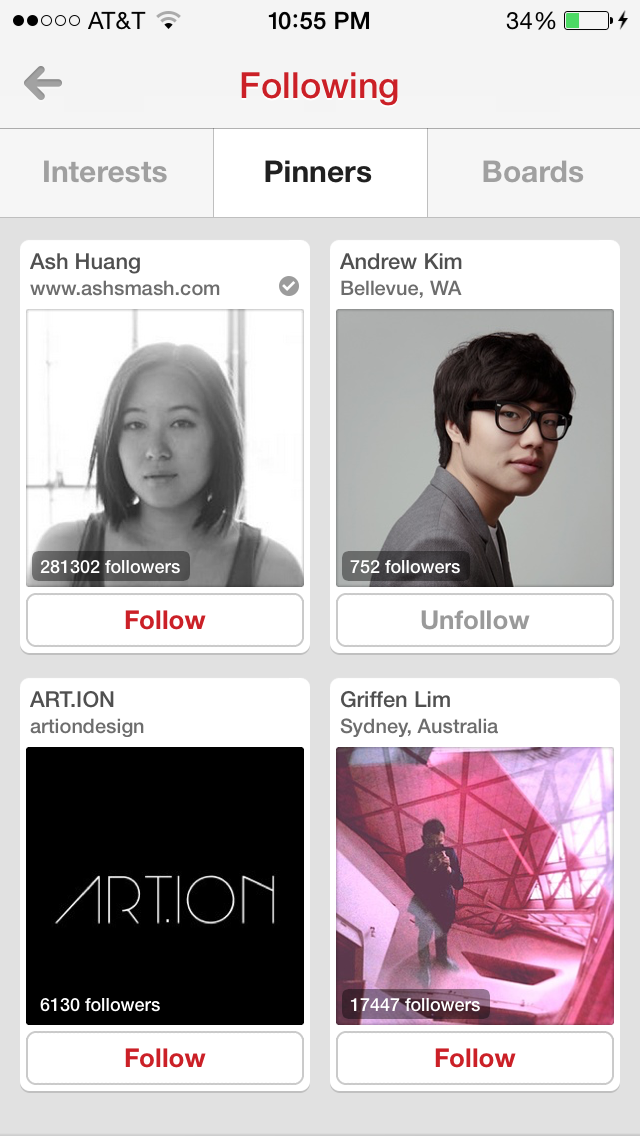 AT&T 10:55 PM 34%
Following
Interests Pinners Boards
Ash Huang
www.ashsmash.com
281302 followers
Follow
Andrew Kim
Bellevue, WA
752 followers
Unfollow
ART.ION
artiondesign
ART.ION
6130 followers
Follow
Griffen Lim
Sydney, Australia
17447 followers
Follow